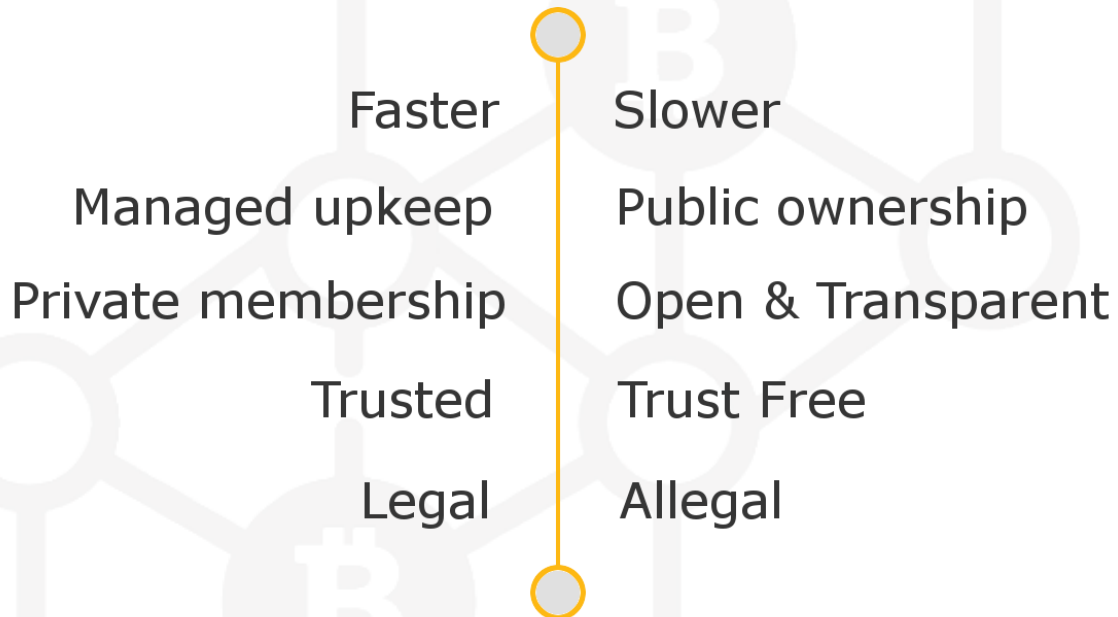 Faster Slower
Managed upkeep Public ownership
Private membership Open & Transparent
Trusted Trust Free
Legal Allegal